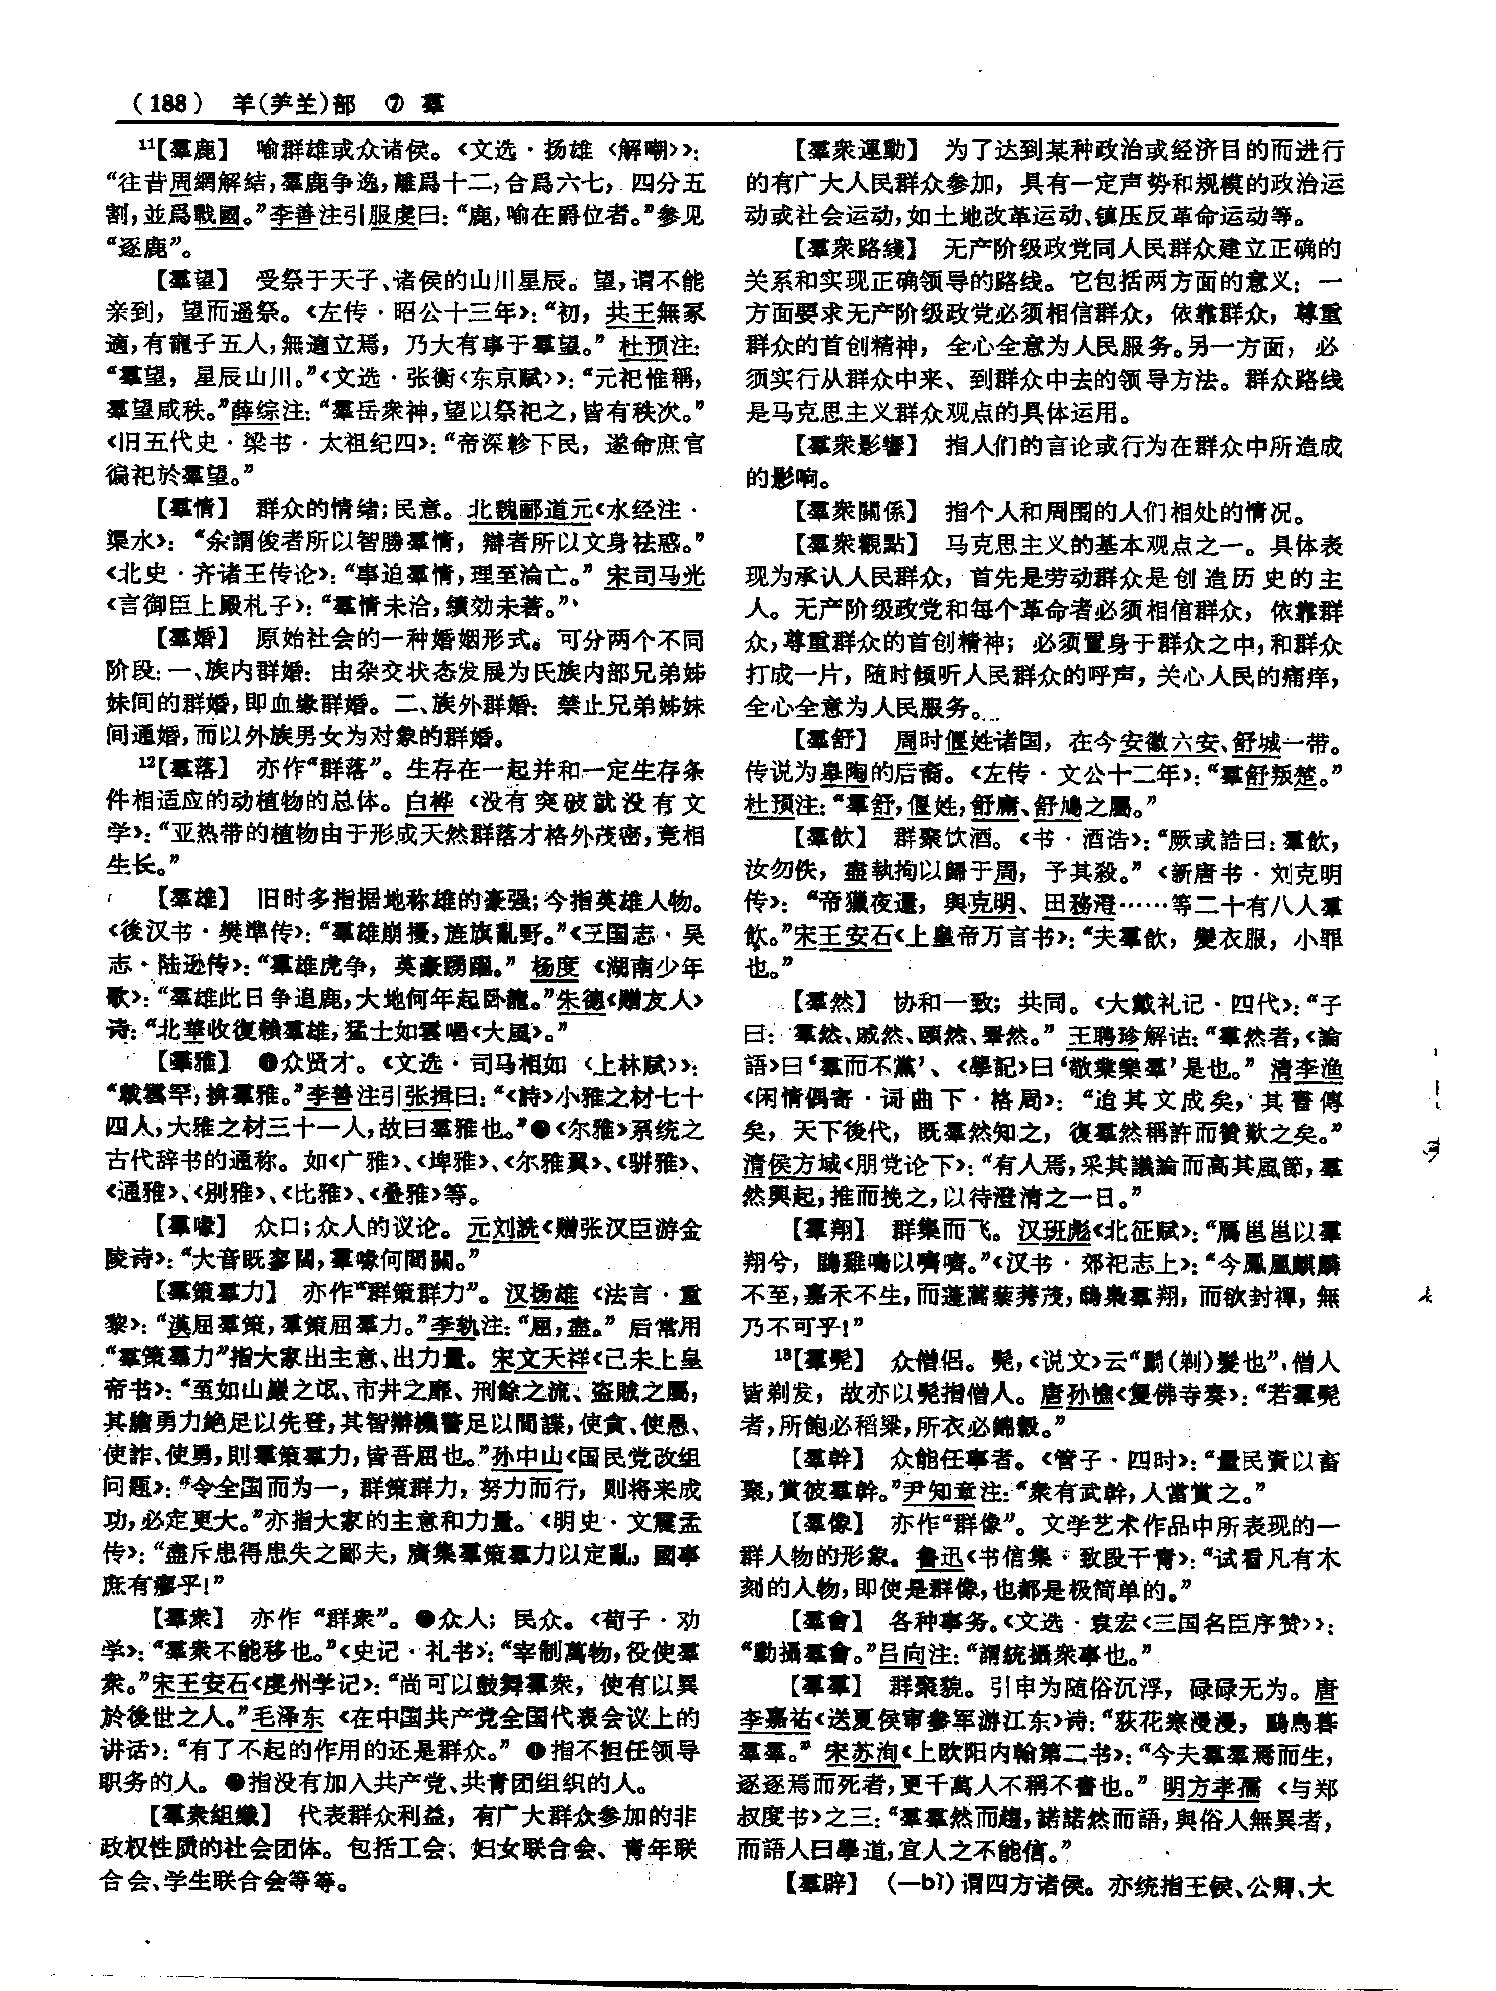 (188) 羊(⺶⺷)部 ⑦ 羣
¹¹【羣鹿】 喻群雄或众诸侯。《文选·扬雄〈解嘲〉》:
“往昔周網解結,羣鹿争逸,離爲十二,合爲六七,四分五
割,並爲戰國。”李善注引服虔曰:“鹿,喻在爵位者。”参见
“逐鹿”。
【羣望】 受祭于天子、诸侯的山川星辰。望,谓不能
亲到,望而遥祭。《左传·昭公十三年》:“初,共王無冢
適,有寵子五人,無適立焉,乃大有事于羣望。”杜预注:
“羣望,星辰山川。”《文选·张衡〈东京赋〉》:“元祀惟稱,
羣望咸秩。”薛综注:“羣岳衆神,望以祭祀之,皆有秩次。”
《旧五代史·梁书·太祖纪四》:“帝深軫下民,遂命庶官
徧祀於羣望。”
【羣情】 群众的情绪;民意。北魏郦道元《水经注·
渠水》:“余謂俊者所以智勝羣情,辯者所以文身祛惑。”
《北史·齐诸王传论》:“事迫羣情,理至淪亡。”宋司马光
《言御臣上殿札子》:“羣情未洽,績効未著。”
【羣婚】 原始社会的一种婚姻形式。可分两个不同
阶段:一、族内群婚:由杂交状态发展为氏族内部兄弟姊
妹间的群婚,即血缘群婚。二、族外群婚:禁止兄弟姊妹
间通婚,而以外族男女为对象的群婚。
¹²【羣落】 亦作“群落”。生存在一起并和一定生存条
件相适应的动植物的总体。白桦《没有突破就没有文
学》:“亚热带的植物由于形成天然群落才格外茂密,竞相
生长。”
【羣雄】 旧时多指据地称雄的豪强;今指英雄人物。
《後汉书·樊準传》:“羣雄崩擾,旌旗亂野。”《三国志·吴
志·陆逊传》:“羣雄虎争,英豪踴躍。”杨度《湖南少年
歌》:“羣雄此日争追鹿,大地何年起卧龍。”朱德《赠友人》
诗:“北華收復賴羣雄,猛士如雲唱《大風》。”
【羣雅】 ❶众贤才。《文选·司马相如〈上林赋〉》:
“載雲罕,揜羣雅。”李善注引张揖曰:“《詩》小雅之材七十
四人,大雅之材三十一人,故曰羣雅也。”❷《尔雅》系统之
古代辞书的通称。如《广雅》、《埤雅》、《尔雅翼》、《骈雅》、
《通雅》、《别雅》、《比雅》、《叠雅》等。
【羣喙】 众口;众人的议论。元刘詵《赠张汉臣游金
陵诗》:“大音既寥闊,羣喙何間關。”
【羣策羣力】 亦作“群策群力”。汉扬雄《法言·重
黎》:“漢屈羣策,羣策屈羣力。”李轨注:“屈,盡。”后常用
“羣策羣力”指大家出主意、出力量。宋文天祥《己未上皇
帝书》:“至如山巖之氓、市井之靡、刑餘之流、盗賊之屬,
其膽勇力絶足以先登,其智辯機警足以間諜,使貪、使愚、
使詐、使勇,則羣策羣力,皆吾屈也。”孙中山《国民党改组
问题》:“令全国而为一,群策群力,努力而行,则将来成
功,必定更大。”亦指大家的主意和力量。《明史·文震孟
传》:“盡斥患得患失之鄙夫,廣集羣策羣力以定亂,國事
庶有瘳乎!”
【羣衆】 亦作“群衆”。❶众人;民众。《荀子·劝
学》:“羣衆不能移也。”《史记·礼书》:“宰制萬物,役使羣
衆。”宋王安石《虔州学记》:“尚可以鼓舞羣衆,使有以異
於後世之人。”毛泽东《在中国共产党全国代表会议上的
讲话》:“有了不起的作用的还是群众。”❷指不担任领导
职务的人。❸指没有加入共产党、共青团组织的人。
【羣衆組織】 代表群众利益,有广大群众参加的非
政权性质的社会团体。包括工会、妇女联合会、青年联
合会、学生联合会等等。
【羣衆運動】 为了达到某种政治或经济目的而进行
的有广大人民群众参加,具有一定声势和规模的政治运
动或社会运动,如土地改革运动、镇压反革命运动等。
【羣衆路綫】 无产阶级政党同人民群众建立正确的
关系和实现正确领导的路线。它包括两方面的意义:一
方面要求无产阶级政党必须相信群众,依靠群众,尊重
群众的首创精神,全心全意为人民服务。另一方面,必
须实行从群众中来、到群众中去的领导方法。群众路线
是马克思主义群众观点的具体运用。
【羣衆影響】 指人们的言论或行为在群众中所造成
的影响。
【羣衆關係】 指个人和周围的人们相处的情况。
【羣衆觀點】 马克思主义的基本观点之一。具体表
现为承认人民群众,首先是劳动群众是创造历史的主
人。无产阶级政党和每个革命者必须相信群众,依靠群
众,尊重群众的首创精神;必须置身于群众之中,和群众
打成一片,随时倾听人民群众的呼声,关心人民的痛痒,
全心全意为人民服务。
【羣舒】 周时偃姓诸国,在今安徽六安、舒城一带。
传说为皋陶的后裔。《左传·文公十二年》:“羣舒叛楚。”
杜预注:“羣舒,偃姓,舒庸、舒鳩之屬。”
【羣飲】 群聚饮酒。《书·酒诰》:“厥或誥曰:羣飲,
汝勿佚,盡執拘以歸于周,予其殺。”《新唐书·刘克明
传》:“帝獵夜還,與克明、田務澄……等二十有八人羣
飲。”宋王安石《上皇帝万言书》:“夫羣飲,變衣服,小罪
也。”
【羣然】 协和一致;共同。《大戴礼记·四代》:“子
曰:羣然、戚然、頤然、睪然。”王聘珍解诂:“羣然者,《論
語》曰‘羣而不黨’、《學記》曰‘敬業樂羣’是也。”清李渔
《闲情偶寄·词曲下·格局》:“迨其文成矣,其書傳
矣,天下後代,既羣然知之,復羣然稱許而贊歎之矣。”
清侯方域《朋党论下》:“有人焉,采其議論而高其風節,羣
然興起,推而挽之,以待澄清之一日。”
【羣翔】 群集而飞。汉班彪《北征赋》:“鴈邕邕以羣
翔兮,鵾雞鳴以嚌嚌。”《汉书·郊祀志上》:“今鳳凰麒麟
不至,嘉禾不生,而蓬蒿藜莠茂,鴟梟羣翔,而欲封禪,無
乃不可乎!”
¹³【羣髡】 众僧侣。髡,《说文》云“鬀(剃)髮也”,僧人
皆剃发,故亦以髡指僧人。唐孙樵《复佛寺奏》:“若羣髡
者,所飽必稻粱,所衣必錦縠。”
【羣幹】 众能任事者。《管子·四时》:“量民資以畜
聚,賞彼羣幹。”尹知章注:“衆有武幹,人當賞之。”
【羣像】 亦作“群像”。文学艺术作品中所表现的一
群人物的形象。鲁迅《书信集·致段干青》:“试看凡有木
刻的人物,即使是群像,也都是极简单的。”
【羣會】 各种事务。《文选·袁宏〈三国名臣序赞〉》:
“勤攝羣會。”吕向注:“謂統攝衆事也。”
【羣羣】 群聚貌。引申为随俗沉浮,碌碌无为。唐
李嘉祐《送夏侯审参军游江东》诗:“荻花寒漫漫,鷗鳥暮
羣羣。”宋苏洵《上欧阳内翰第二书》:“今夫羣羣焉而生,
逐逐焉而死者,更千萬人不稱不書也。”明方孝孺《与郑
叔度书》之三:“羣羣然而趨,諾諾然而語,與俗人無異者,
而語人曰學道,宜人之不能信。”
【羣辟】 (—bì)谓四方诸侯。亦统指王侯、公卿、大